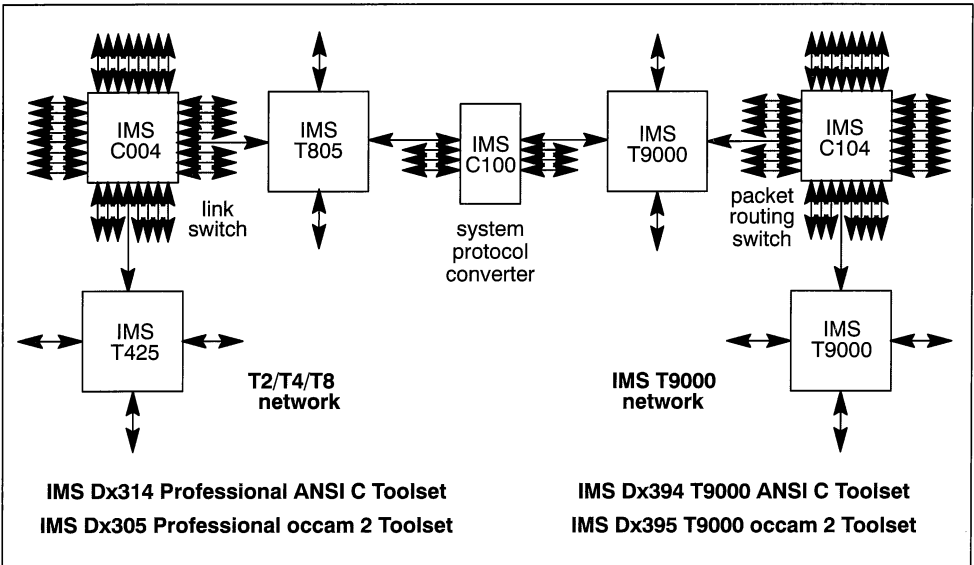 IMS
C004
IMS
T805
IMS
C100
IMS
T9000
IMS
C104
link
switch
system
protocol
converter
packet
routing
switch
IMS
T425
IMS
T9000
T2/T4/T8
network
IMS T9000
network
IMS Dx314 Professional ANSI C Toolset
IMS Dx305 Professional occam 2 Toolset
IMS Dx394 T9000 ANSI C Toolset
IMS Dx395 T9000 occam 2 Toolset